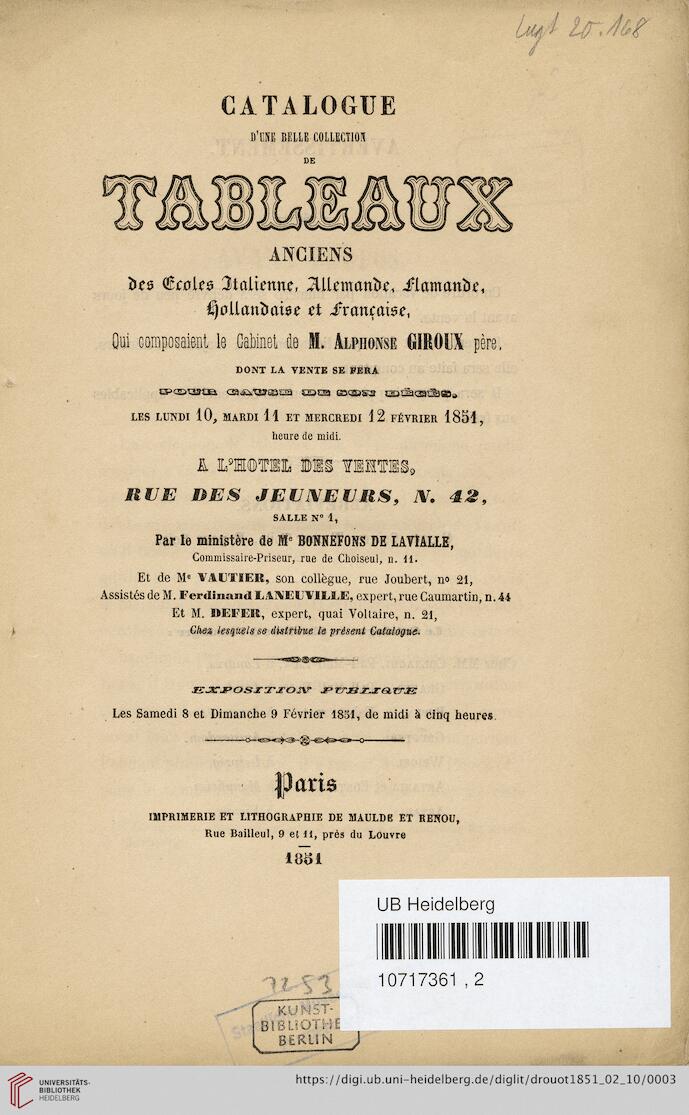 Lugt 20.168
CATALOGUE
D'UNE BELLE COLLECTION
DE
TABLEAUX
ANCIENS
des Ecoles Italienne, Allemande, Flamande,
Hollandaise et Française,
Qui composaient le Cabinet de M. ALPHONSE GIROUX père,
DONT LA VENTE SE FERA
POUR CAUSE DE SON DÉCÈS,
LES LUNDI 10, MARDI 11 ET MERCREDI 12 FÉVRIER 1851,
heure de midi.
A L'HOTEL DES VENTES,
RUE DES JEUNEURS, N. 42,
SALLE N° 1,
Par le ministère de Me BONNEFONS DE LAVIALLE,
Commissaire-Priseur, rue de Choiseul, n. 11.
Et de Me VAUTIER, son collègue, rue Joubert, no 21,
Assistés de M. Ferdinand LANEUVILLE, expert, rue Caumartin, n. 44
Et M. DEFER, expert, quai Voltaire, n. 21,
Chez lesquels se distribue le présent Catalogue.
EXPOSITION PUBLIQUE
Les Samedi 8 et Dimanche 9 Février 1851, de midi à cinq heures.
Paris
IMPRIMERIE ET LITHOGRAPHIE DE MAULDE ET RENOU,
Rue Bailleul, 9 et 11, près du Louvre
1851
UB Heidelberg
10717361 , 2
7253
KUNST-
BIBLIOTHE
BERLIN
UNIVERSITÄTS-
BIBLIOTHEK
HEIDELBERG
https://digi.ub.uni-heidelberg.de/diglit/drouot1851_02_10/0003